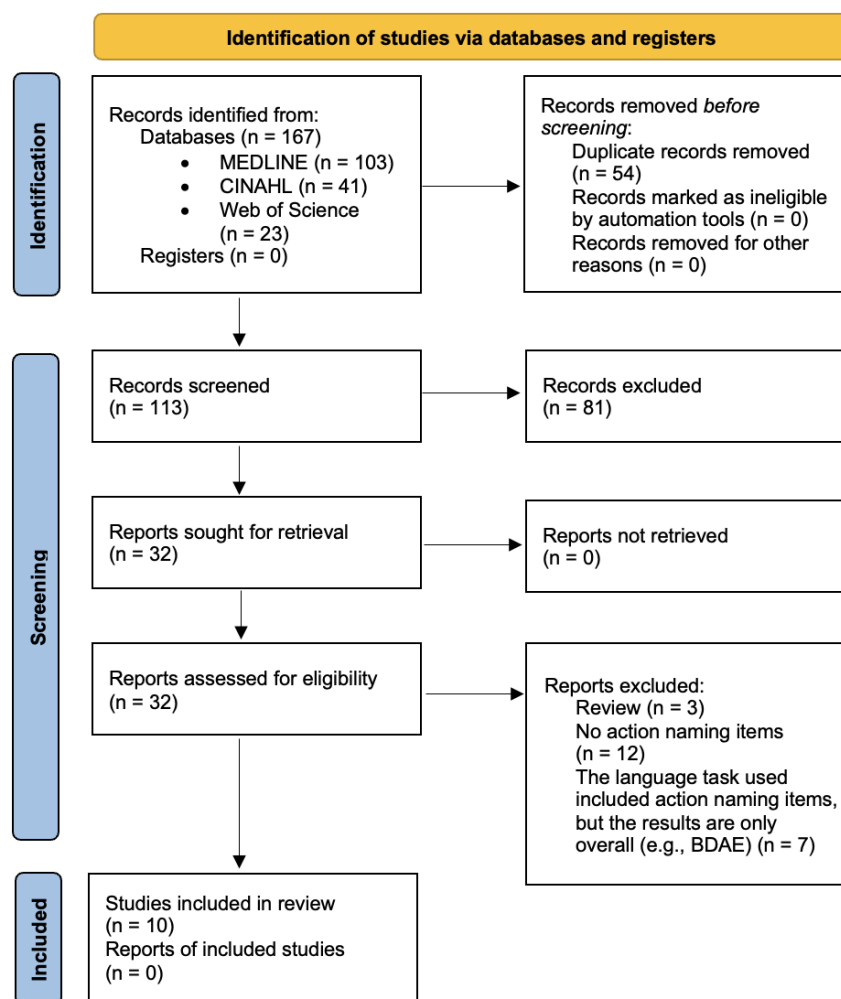 Identification of studies via databases and registers
Identification
Records identified from:
Databases (n = 167)
• MEDLINE (n = 103)
• CINAHL (n = 41)
• Web of Science
(n = 23)
Registers (n = 0)
Records removed before
screening:
Duplicate records removed
(n = 54)
Records marked as ineligible
by automation tools (n = 0)
Records removed for other
reasons (n = 0)
Screening
Records screened
(n = 113)
Records excluded
(n = 81)
Reports sought for retrieval
(n = 32)
Reports not retrieved
(n = 0)
Reports assessed for eligibility
(n = 32)
Reports excluded:
Review (n = 3)
No action naming items
(n = 12)
The language task used
included action naming items,
but the results are only
overall (e.g., BDAE) (n = 7)
Included
Studies included in review
(n = 10)
Reports of included studies
(n = 0)